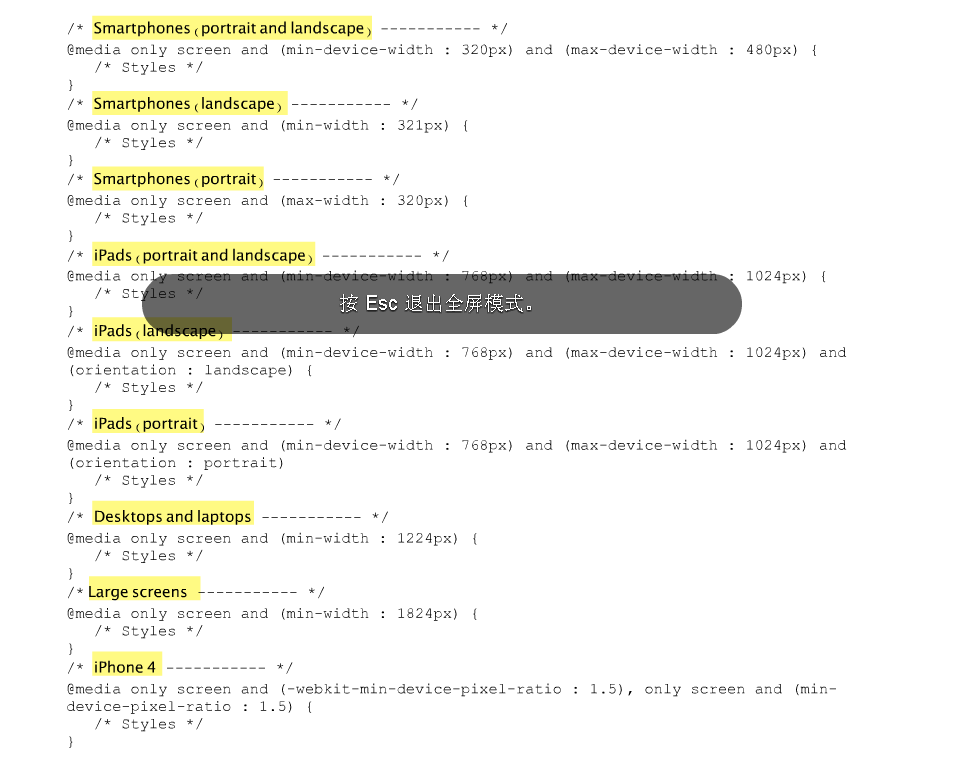 /* Smartphones (portrait and landscape) ----------- */
@media only screen and (min-device-width : 320px) and (max-device-width : 480px) {
/* Styles */
}
/* Smartphones (landscape) ----------- */
@media only screen and (min-width : 321px) {
/* Styles */
}
/* Smartphones (portrait) ----------- */
@media only screen and (max-width : 320px) {
/* Styles */
}
/* iPads (portrait and landscape) ----------- */
@media only screen and (min-device-width : 768px) and (max-device-width : 1024px) {
/* Styles */
按 Esc 退出全屏模式。
}
/* iPads (landscape) ----------- */
@media only screen and (min-device-width : 768px) and (max-device-width : 1024px) and
(orientation : landscape) {
/* Styles */
}
/* iPads (portrait) ----------- */
@media only screen and (min-device-width : 768px) and (max-device-width : 1024px) and
(orientation : portrait)
/* Styles */
}
/* Desktops and laptops ----------- */
@media only screen and (min-width : 1224px) {
/* Styles */
}
/* Large screens ----------- */
@media only screen and (min-width : 1824px) {
/* Styles */
}
/* iPhone 4 ----------- */
@media only screen and (-webkit-min-device-pixel-ratio : 1.5), only screen and (min-
device-pixel-ratio : 1.5) {
/* Styles */
}